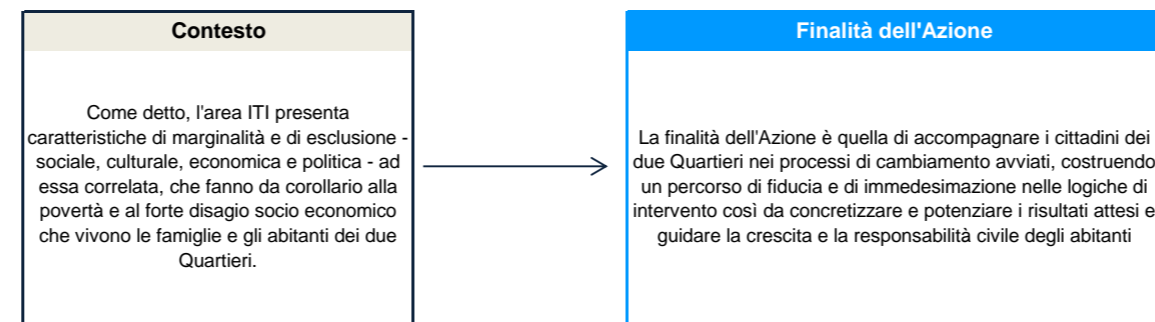 Contesto
Come detto, l'area ITI presenta
caratteristiche di marginalità e di esclusione -
sociale, culturale, economica e politica - ad
essa correlata, che fanno da corollario alla
povertà e al forte disagio socio economico
che vivono le famiglie e gli abitanti dei due
Quartieri.
Finalità dell'Azione
La finalità dell'Azione è quella di accompagnare i cittadini dei
due Quartieri nei processi di cambiamento avviati, costruendo
un percorso di fiducia e di immedesimazione nelle logiche di
intervento così da concretizzare e potenziare i risultati attesi e
guidare la crescita e la responsabilità civile degli abitanti